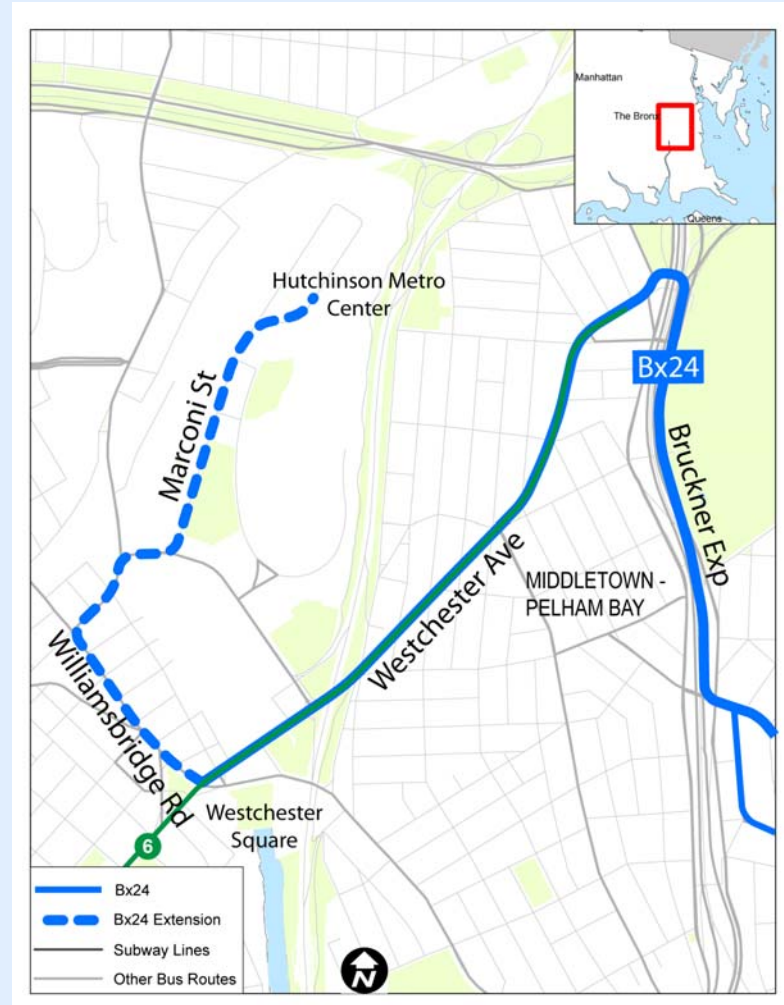 Manhattan
The Bronx
Queens
Hutchinson Metro
Center
Marconi St
Bx24
Bruckner Exp
Westchester Ave
MIDDLETOWN -
PELHAM BAY
Williamsbridge Rd
Westchester
Square
6
Bx24
Bx24 Extension
Subway Lines
Other Bus Routes
N